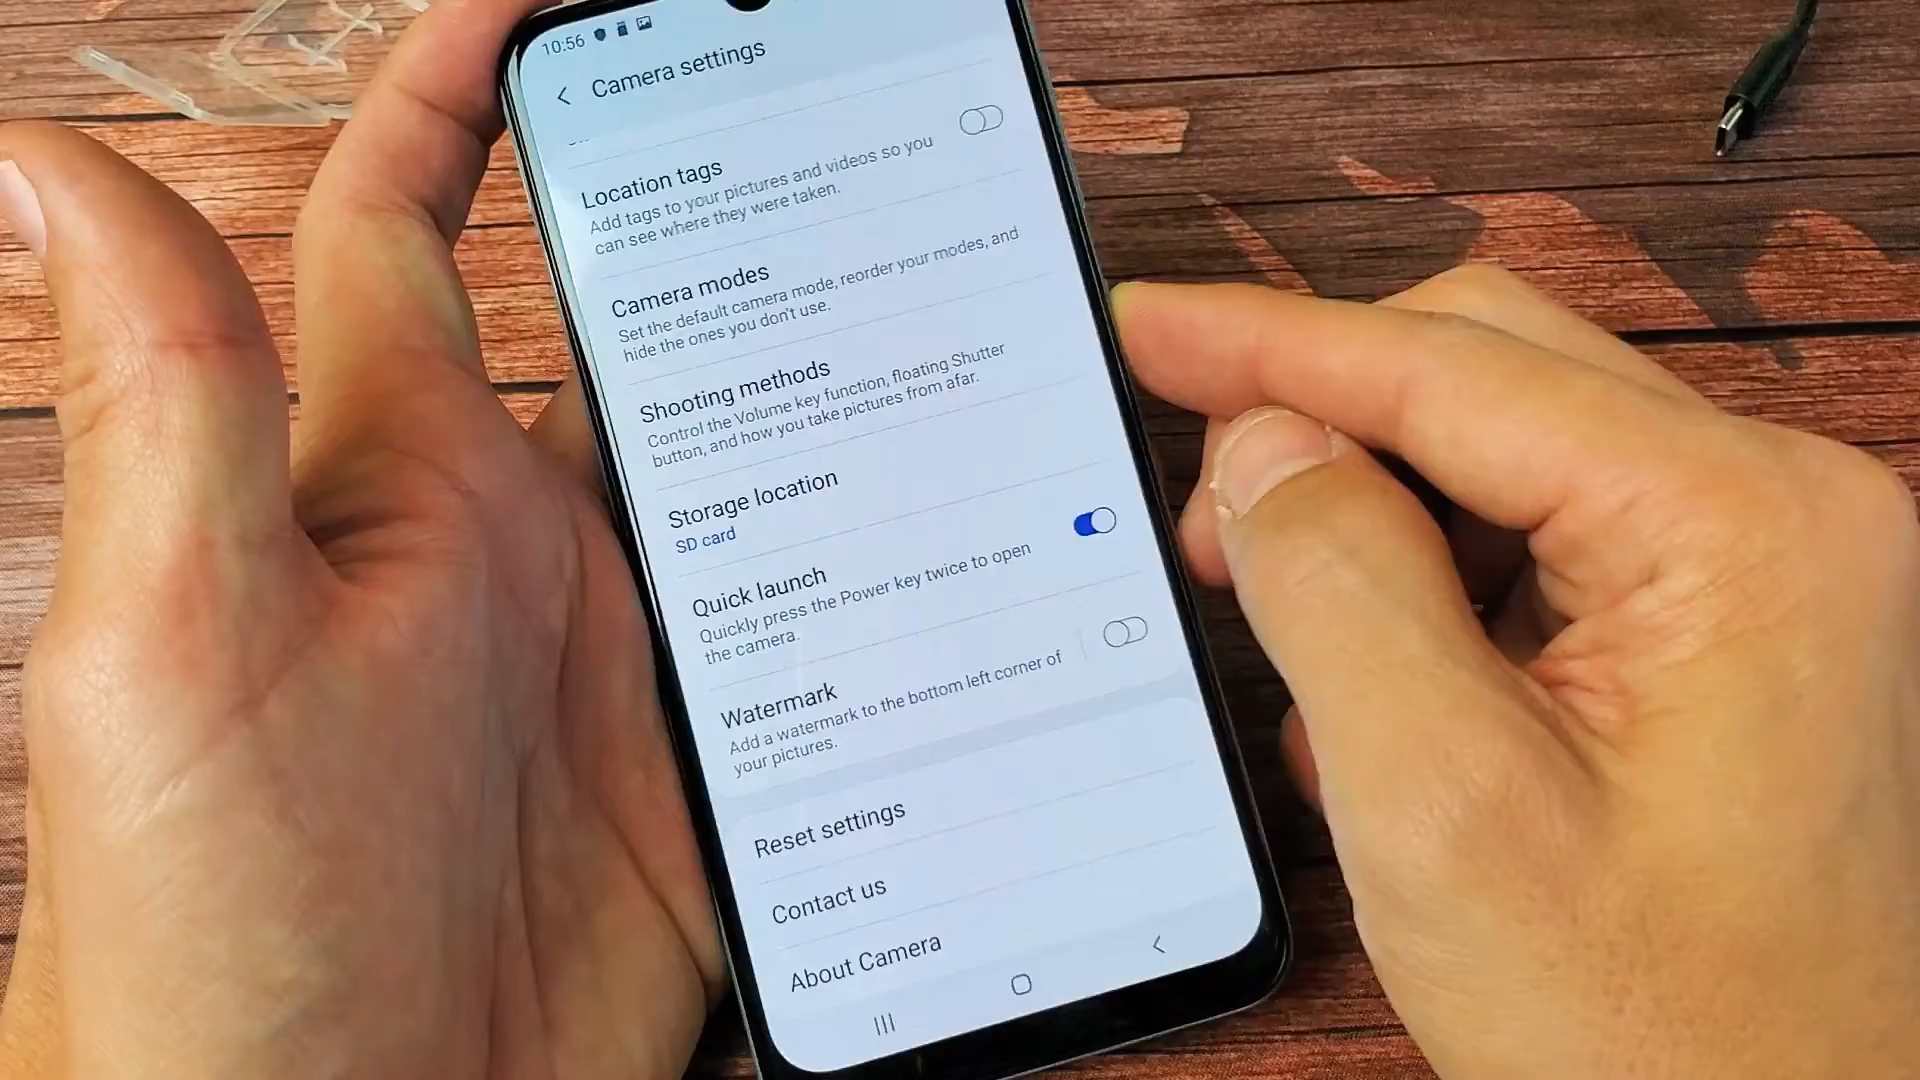 10:56
Camera settings
Location tags
Add tags to your pictures and videos so you
can see where they were taken.
Camera modes
Set the default camera mode, reorder your modes, and
hide the ones you don't use.
Shooting methods
Control the Volume key function, floating Shutter
button, and how you take pictures from afar.
Storage location
SD card
Quick launch
Quickly press the Power key twice to open
the camera.
Watermark
Add a watermark to the bottom left corner of
your pictures.
Reset settings
Contact us
About Camera